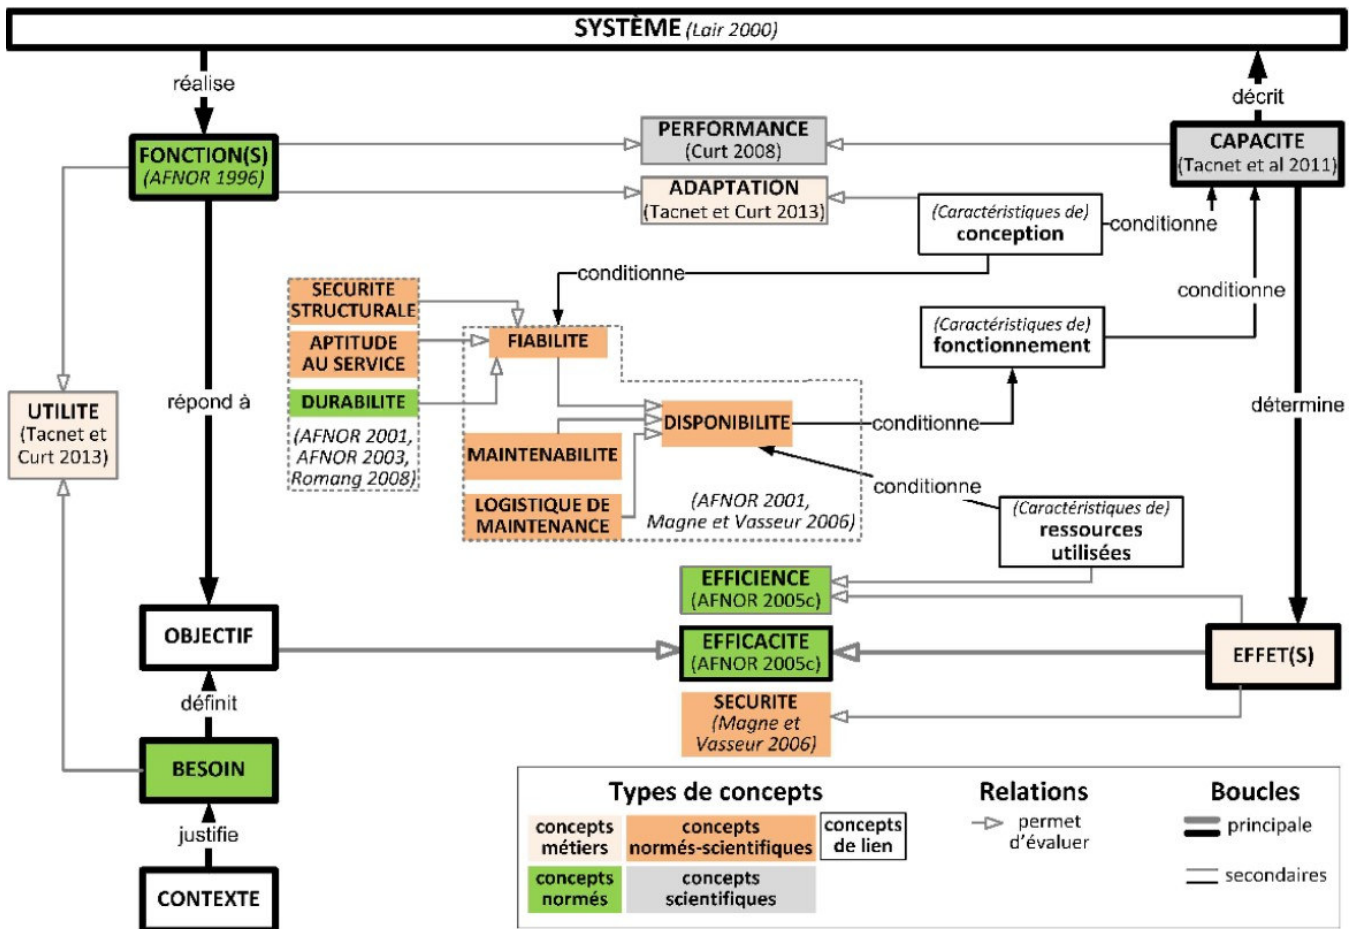 SYSTÈME (Lair 2000)
réalise
décrit
FONCTION(S)
(AFNOR 1996)
PERFORMANCE
(Curt 2008)
CAPACITE
(Tacnet et al 2011)
ADAPTATION
(Tacnet et Curt 2013)
(Caractéristiques de)
conception
conditionne
conditionne
conditionne
SECURITE
STRUCTURALE
APTITUDE
AU SERVICE
DURABILITE
(AFNOR 2001,
AFNOR 2003,
Romang 2008)
FIABILITE
(Caractéristiques de)
fonctionnement
UTILITE
(Tacnet et
Curt 2013)
répond à
détermine
DISPONIBILITE
conditionne
MAINTENABILITE
LOGISTIQUE DE
MAINTENANCE
(AFNOR 2001,
Magne et Vasseur 2006)
conditionne
(Caractéristiques de)
ressources
utilisées
EFFICIENCE
(AFNOR 2005c)
OBJECTIF
EFFICACITE
(AFNOR 2005c)
EFFET(S)
définit
SECURITE
(Magne et
Vasseur 2006)
BESOIN
justifie
CONTEXTE
Types de concepts
concepts
métiers
concepts
normés-scientifiques
concepts
de lien
concepts
normés
concepts
scientifiques
Relations
permet
d'évaluer
Boucles
principale
secondaires